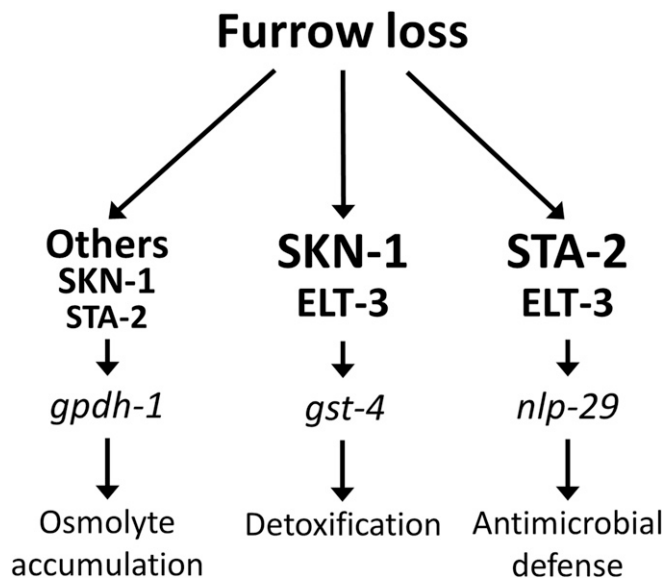 Furrow loss
Others
SKN-1
STA-2
SKN-1
ELT-3
STA-2
ELT-3
gpdh-1
gst-4
nlp-29
Osmolyte
accumulation
Detoxification
Antimicrobial
defense